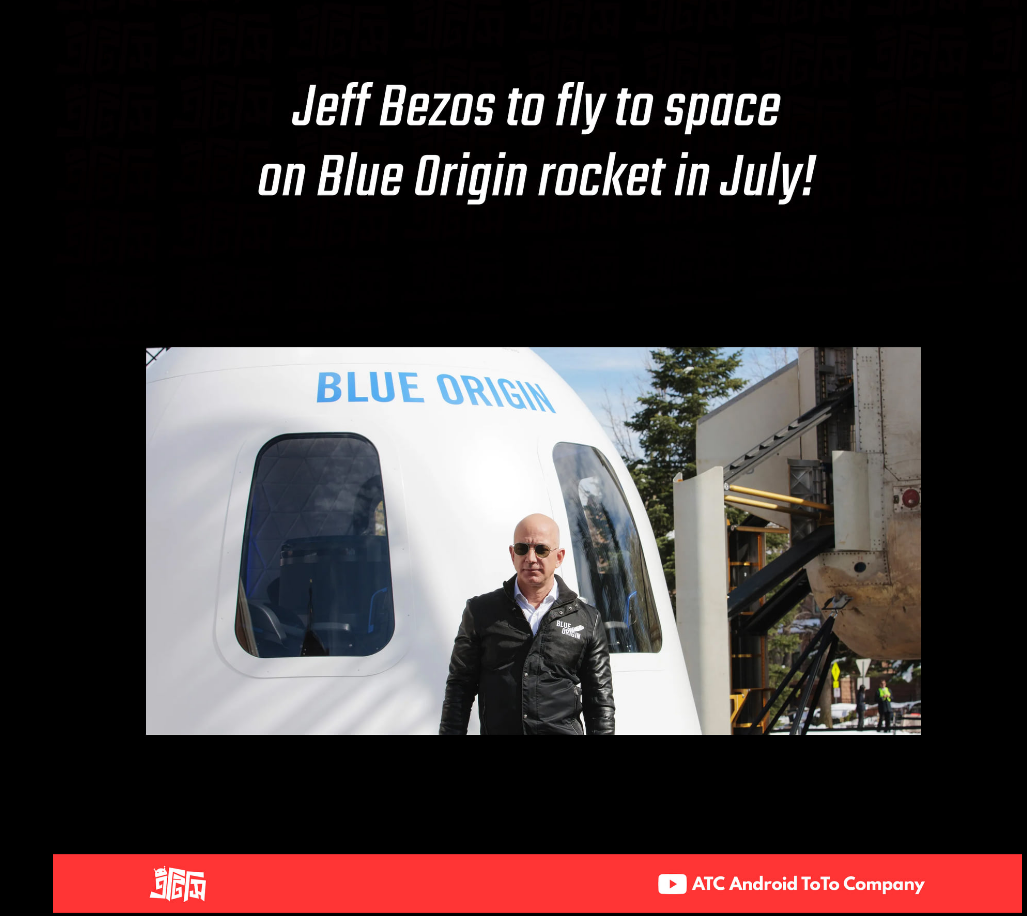 Jeff Bezos to fly to space
on Blue Origin rocket in July!
BLUE ORIGIN
BLUE
ORIGIN
ATC Android ToTo Company